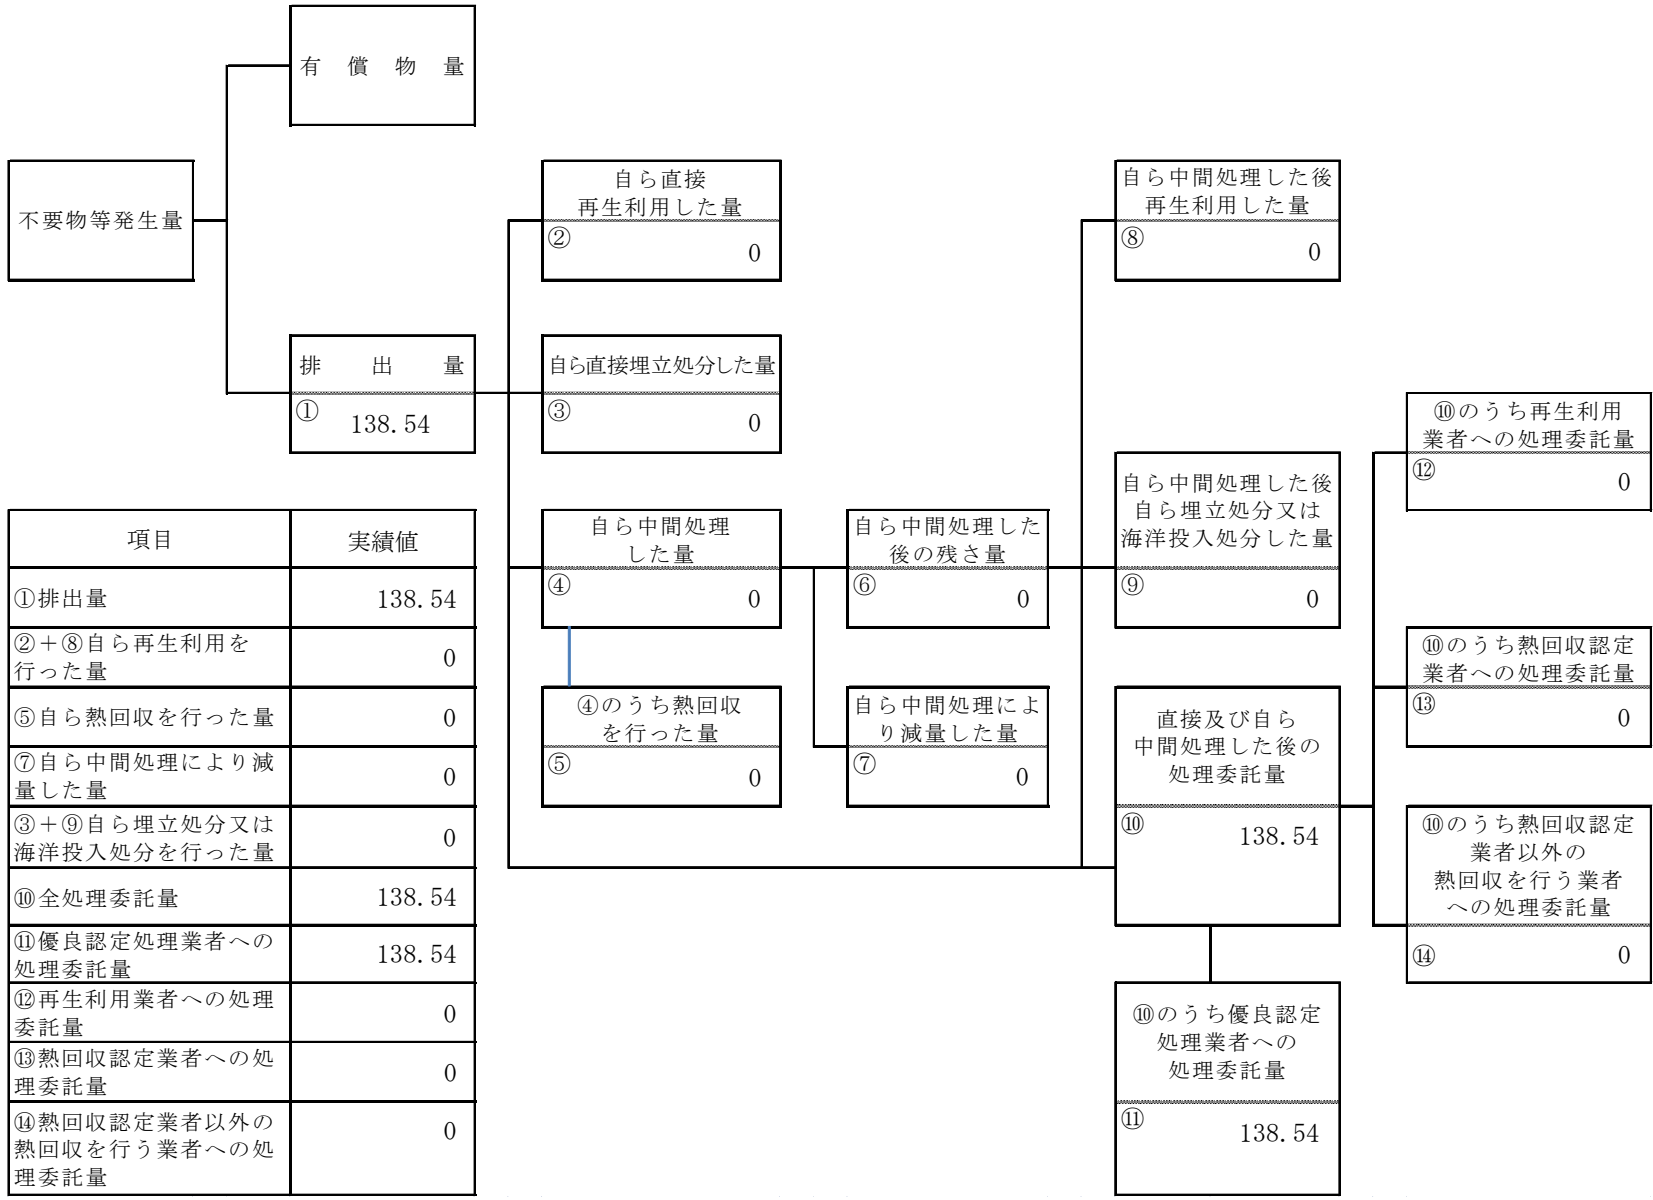 有償物量
不要物等発生量
排出量
①
138.54
自ら直接
再生利用した量
②
0
自ら直接埋立処分した量
③
0
自ら中間処理
した量
④
0
④のうち熱回収
を行った量
⑤
0
自ら中間処理した
後の残さ量
⑥
0
自ら中間処理によ
り減量した量
⑦
0
自ら中間処理した後
再生利用した量
⑧
0
自ら中間処理した後
自ら埋立処分又は
海洋投入処分した量
⑨
0
直接及び自ら
中間処理した後の
処理委託量
⑩
138.54
⑩のうち優良認定
処理業者への
処理委託量
⑪
138.54
⑩のうち再生利用
業者への処理委託量
⑫
0
⑩のうち熱回収認定
業者への処理委託量
⑬
0
⑩のうち熱回収認定
業者以外の
熱回収を行う業者
への処理委託量
⑭
0
項目 実績値
①排出量 138.54
②+⑧自ら再生利用を
行った量 0
⑤自ら熱回収を行った量 0
⑦自ら中間処理により減
量した量 0
③+⑨自ら埋立処分又は
海洋投入処分を行った量 0
⑩全処理委託量 138.54
⑪優良認定処理業者への
処理委託量 138.54
⑫再生利用業者への処理
委託量 0
⑬熱回収認定業者への処
理委託量 0
⑭熱回収認定業者以外の
熱回収を行う業者への処
理委託量 0